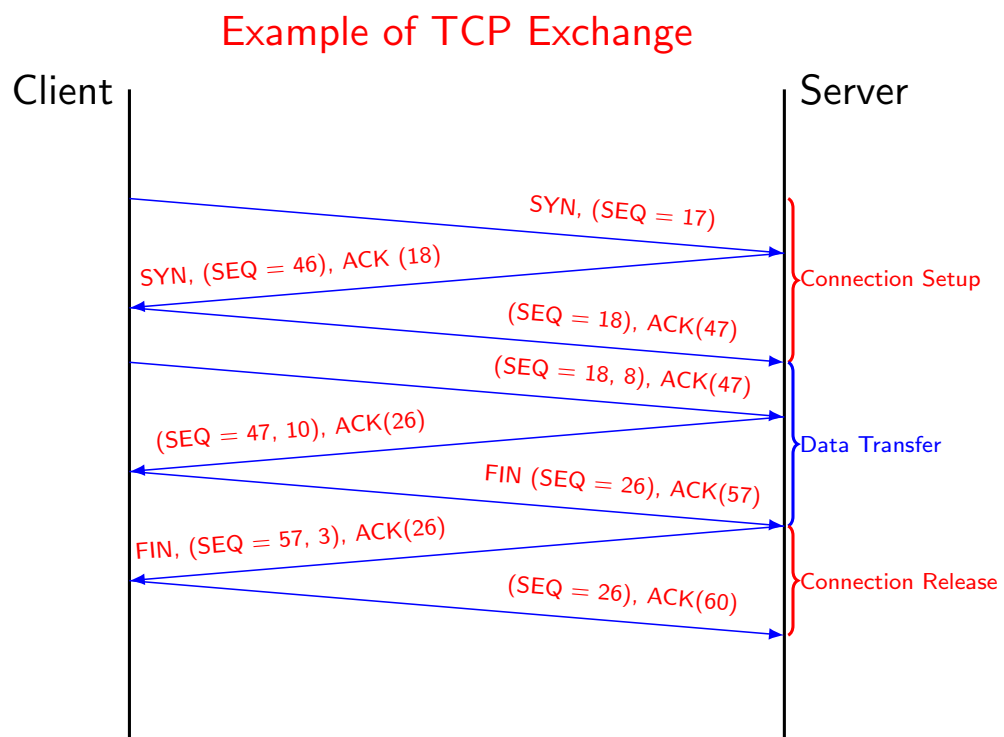 Example of TCP Exchange
Client
Server
SYN, (SEQ = 17)
SYN, (SEQ = 46), ACK (18)
Connection Setup
(SEQ = 18), ACK(47)
(SEQ = 18, 8), ACK(47)
(SEQ = 47, 10), ACK(26)
Data Transfer
FIN (SEQ = 26), ACK(57)
FIN, (SEQ = 57, 3), ACK(26)
Connection Release
(SEQ = 26), ACK(60)